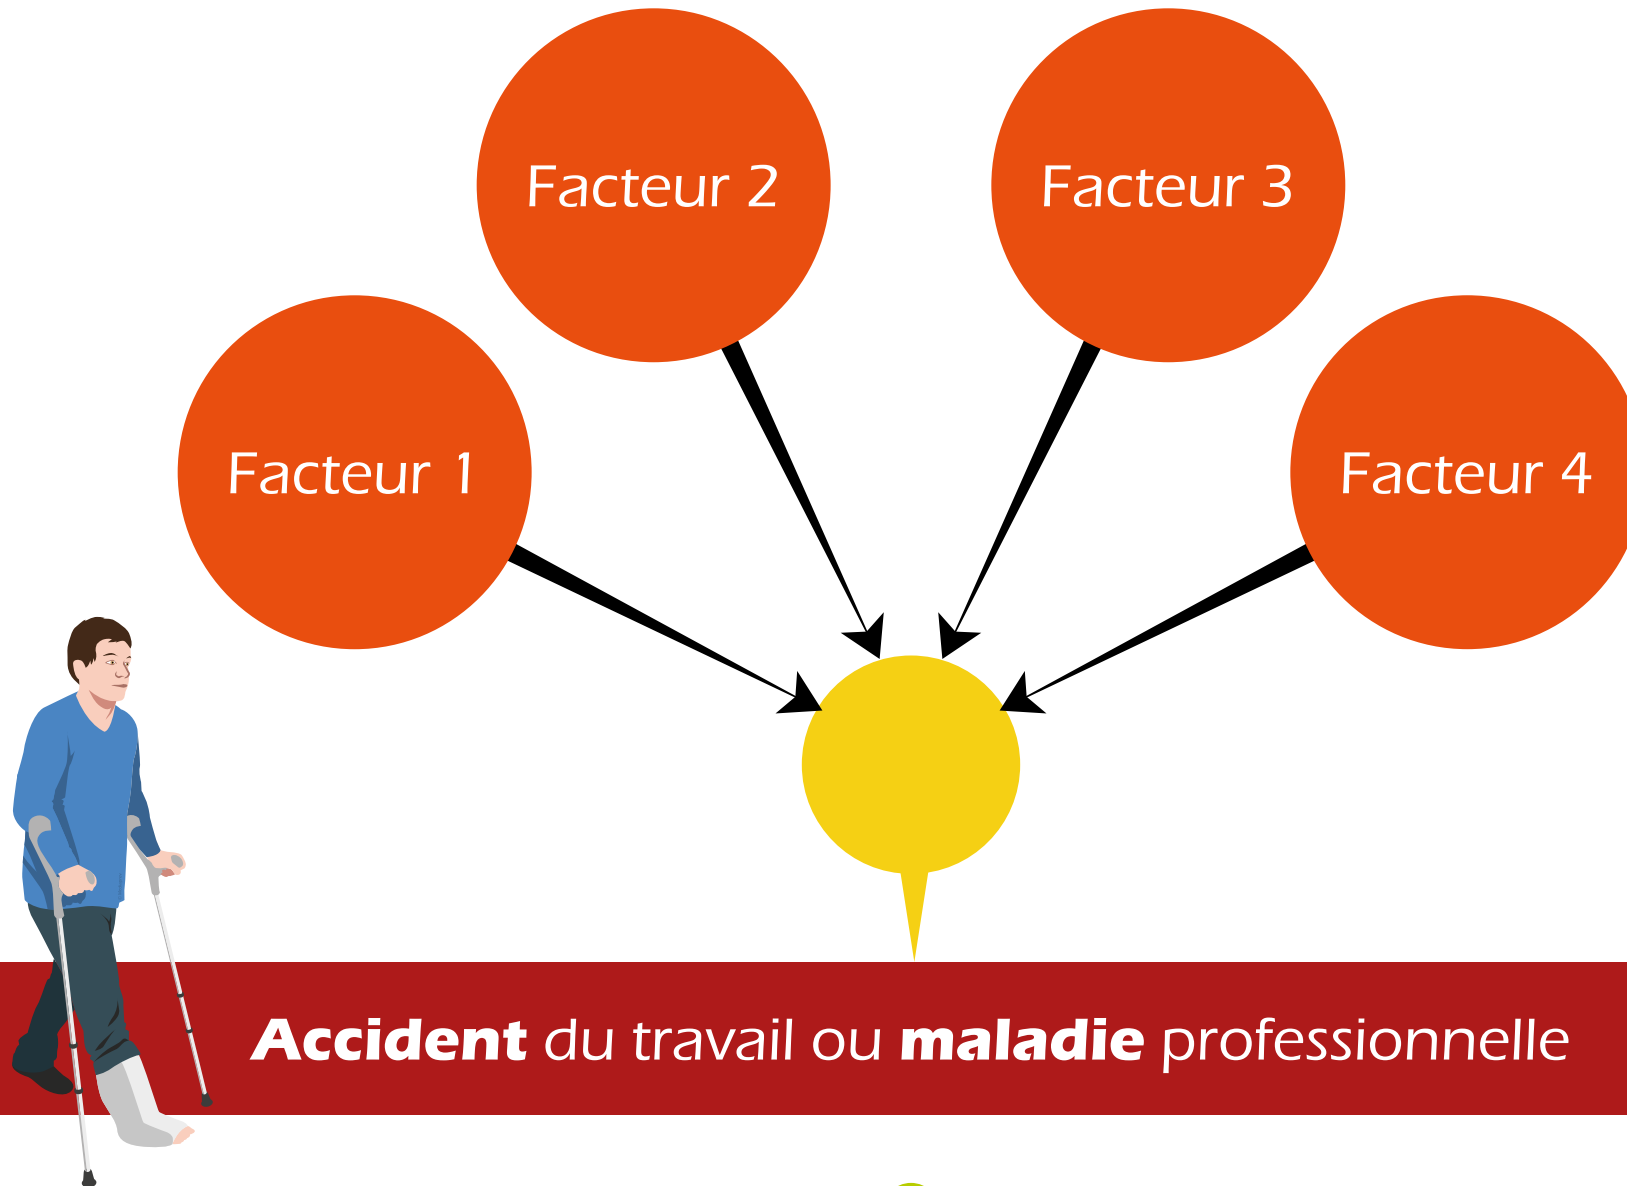 Facteur 2
Facteur 3
Facteur 1
Facteur 4
Accident du travail ou maladie professionnelle